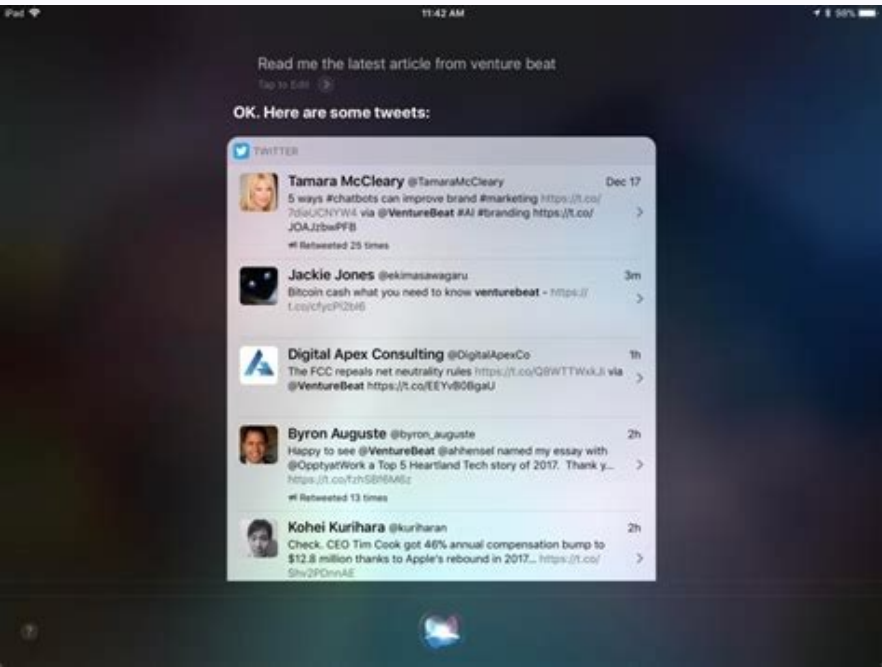 iPad
11:42 AM
98%
Read me the latest article from venture beat
Tap to Edit
OK. Here are some tweets:
TWITTER
Tamara McCleary @TamaraMcCleary Dec 17
5 ways #chatbots can improve brand #marketing https://t.co/
7diaUCNYW4 via @VentureBeat #AI #branding https://t.co/
JOAJzbwPFB
Retweeted 25 times
Jackie Jones @ekimasawagaru 3m
Bitcoin cash what you need to know venturebeat - https://
t.co/cfycPl2bI6
Digital Apex Consulting @DigitalApexCo 1h
The FCC repeals net neutrality rules https://t.co/Q8WTTWxkJi via
@VentureBeat https://t.co/EEYvB0BgaU
Byron Auguste @byron_auguste 2h
Happy to see @VentureBeat @ahhensel named my essay with
@OpptyatWork a Top 5 Heartland Tech story of 2017. Thank y...
https://t.co/fzhSBf6M6z
Retweeted 13 times
Kohei Kurihara @kuriharan 2h
Check. CEO Tim Cook got 46% annual compensation bump to
$12.8 million thanks to Apple's rebound in 2017... https://t.co/
Shv2PDnnAE
?